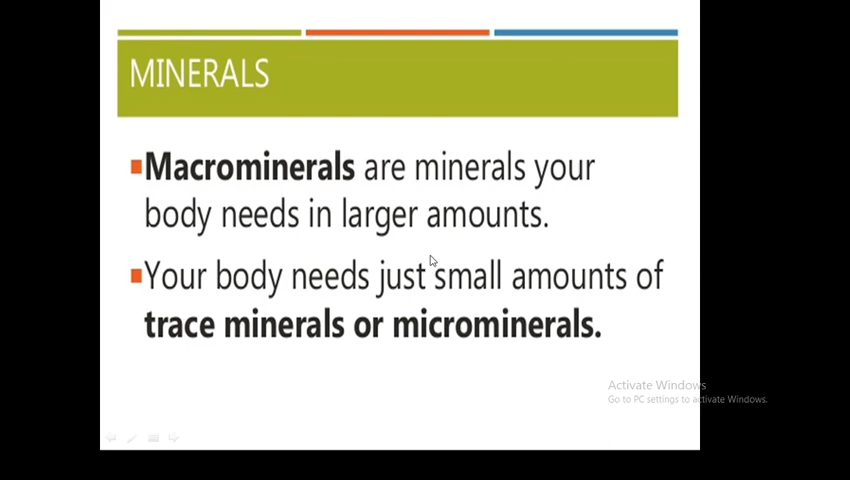 MINERALS
Macrominerals are minerals your
body needs in larger amounts.
Your body needs just small amounts of
trace minerals or microminerals.
Activate Windows
Go to PC settings to activate Windows.